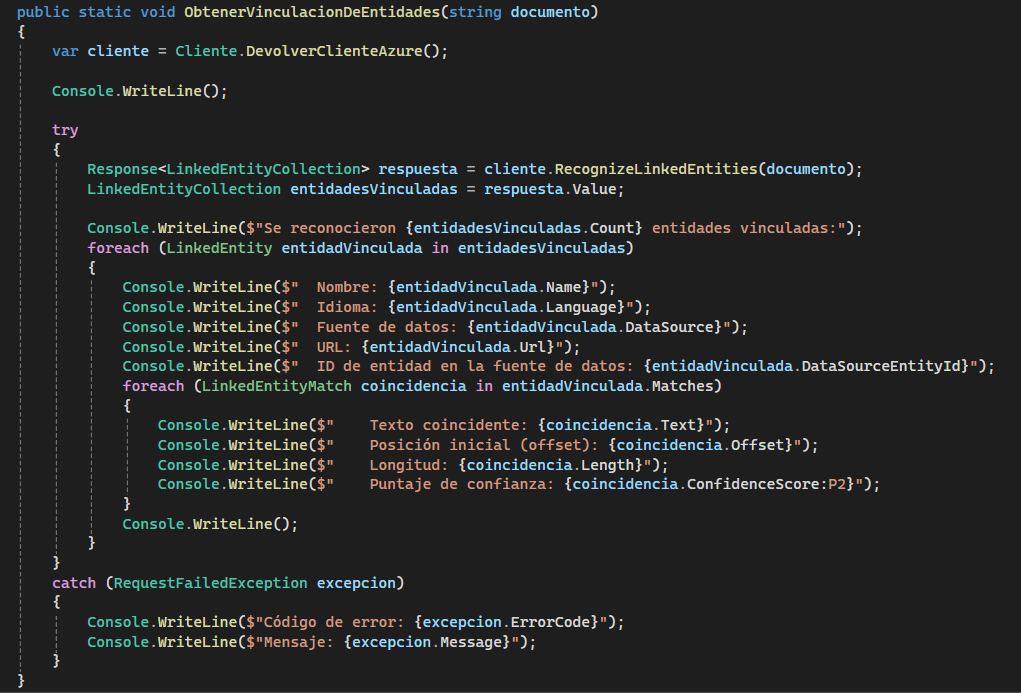 public static void ObtenerVinculacionDeEntidades(string documento)
{
    var cliente = Cliente.DevolverClienteAzure();

    Console.WriteLine();

    try
    {
        Response<LinkedEntityCollection> respuesta = cliente.RecognizeLinkedEntities(documento);
        LinkedEntityCollection entidadesVinculadas = respuesta.Value;

        Console.WriteLine($"Se reconocieron {entidadesVinculadas.Count} entidades vinculadas:");
        foreach (LinkedEntity entidadVinculada in entidadesVinculadas)
        {
            Console.WriteLine($"  Nombre: {entidadVinculada.Name}");
            Console.WriteLine($"  Idioma: {entidadVinculada.Language}");
            Console.WriteLine($"  Fuente de datos: {entidadVinculada.DataSource}");
            Console.WriteLine($"  URL: {entidadVinculada.Url}");
            Console.WriteLine($"  ID de entidad en la fuente de datos: {entidadVinculada.DataSourceEntityId}");
            foreach (LinkedEntityMatch coincidencia in entidadVinculada.Matches)
            {
                Console.WriteLine($"    Texto coincidente: {coincidencia.Text}");
                Console.WriteLine($"    Posición inicial (offset): {coincidencia.Offset}");
                Console.WriteLine($"    Longitud: {coincidencia.Length}");
                Console.WriteLine($"    Puntaje de confianza: {coincidencia.ConfidenceScore:P2}");
            }
            Console.WriteLine();
        }
    }
    catch (RequestFailedException excepcion)
    {
        Console.WriteLine($"Código de error: {excepcion.ErrorCode}");
        Console.WriteLine($"Mensaje: {excepcion.Message}");
    }
}